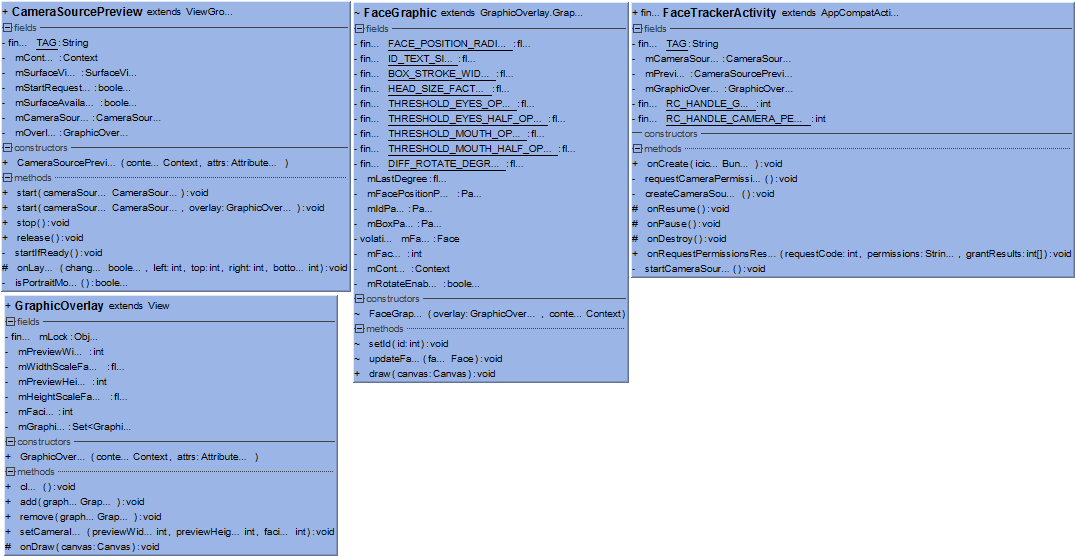 + CameraSourcePreview extends ViewGro...
fields
- fin... TAG: String
- mCont... : Context
- mSurfaceVi... : SurfaceVi...
- mStartRequest... : boole...
- mSurfaceAvaila... : boole...
- mCameraSour... : CameraSour...
- mOverl... : GraphicOver...
constructors
+ CameraSourcePrevi... (conte... Context, attrs: Attribute... )
methods
+ start(cameraSour... CameraSour... ): void
+ start(cameraSour... CameraSour... , overlay: GraphicOver... ): void
+ stop(): void
+ release(): void
- startIfReady(): void
# onLay... (chang... boole... , left: int, top: int, right: int, botto... int): void
- isPortraitMo... (): boole...
+ GraphicOverlay extends View
fields
- fin... mLock: Obj...
- mPreviewWi... : int
- mWidthScaleFa... : fl...
- mPreviewHei... : int
- mHeightScaleFa... : fl...
- mFaci... : int
- mGraphi... : Set<Graphi...
constructors
+ GraphicOver... (conte... Context, attrs: Attribute... )
methods
+ cl... (): void
+ add(graph... Grap... ): void
+ remove(graph... Grap... ): void
+ setCameraI... (previewWid... int, previewHeig... int, faci... int): void
# onDraw(canvas: Canvas): void
~ FaceGraphic extends GraphicOverlay.Grap...
fields
- fin... FACE_POSITION_RADI... : fl...
- fin... ID_TEXT_SI... : fl...
- fin... BOX_STROKE_WID... : fl...
- fin... HEAD_SIZE_FACT... : fl...
- fin... THRESHOLD_EYES_OP... : fl...
- fin... THRESHOLD_EYES_HALF_OP... : fl...
- fin... THRESHOLD_MOUTH_OP... : fl...
- fin... THRESHOLD_MOUTH_HALF_OP... : fl...
- fin... DIFF_ROTATE_DEGR... : fl...
- mLastDegree: fl...
- mFacePositionP... : Pa...
- mIdPa... : Pa...
- mBoxPa... : Pa...
- volati... mFa... : Face
- mFac... : int
- mCont... : Context
- mRotateEnab... : boole...
constructors
~ FaceGrap... (overlay: GraphicOver... , conte... Context)
methods
~ setId(id: int): void
~ updateFa... (fa... Face): void
+ draw(canvas: Canvas): void
+ fin... FaceTrackerActivity extends AppCompatActi...
fields
- fin... TAG: String
- mCameraSour... : CameraSour...
- mPrevi... : CameraSourcePrevi...
- mGraphicOver... : GraphicOver...
- fin... RC_HANDLE_G... : int
- fin... RC_HANDLE_CAMERA_PE... : int
constructors
methods
+ onCreate(icic... Bun... ): void
- requestCameraPermissi... (): void
- createCameraSou... (): void
# onResume(): void
# onPause(): void
# onDestroy(): void
+ onRequestPermissionsRes... (requestCode: int, permissions: Strin... , grantResults: int[]): void
- startCameraSour... (): void